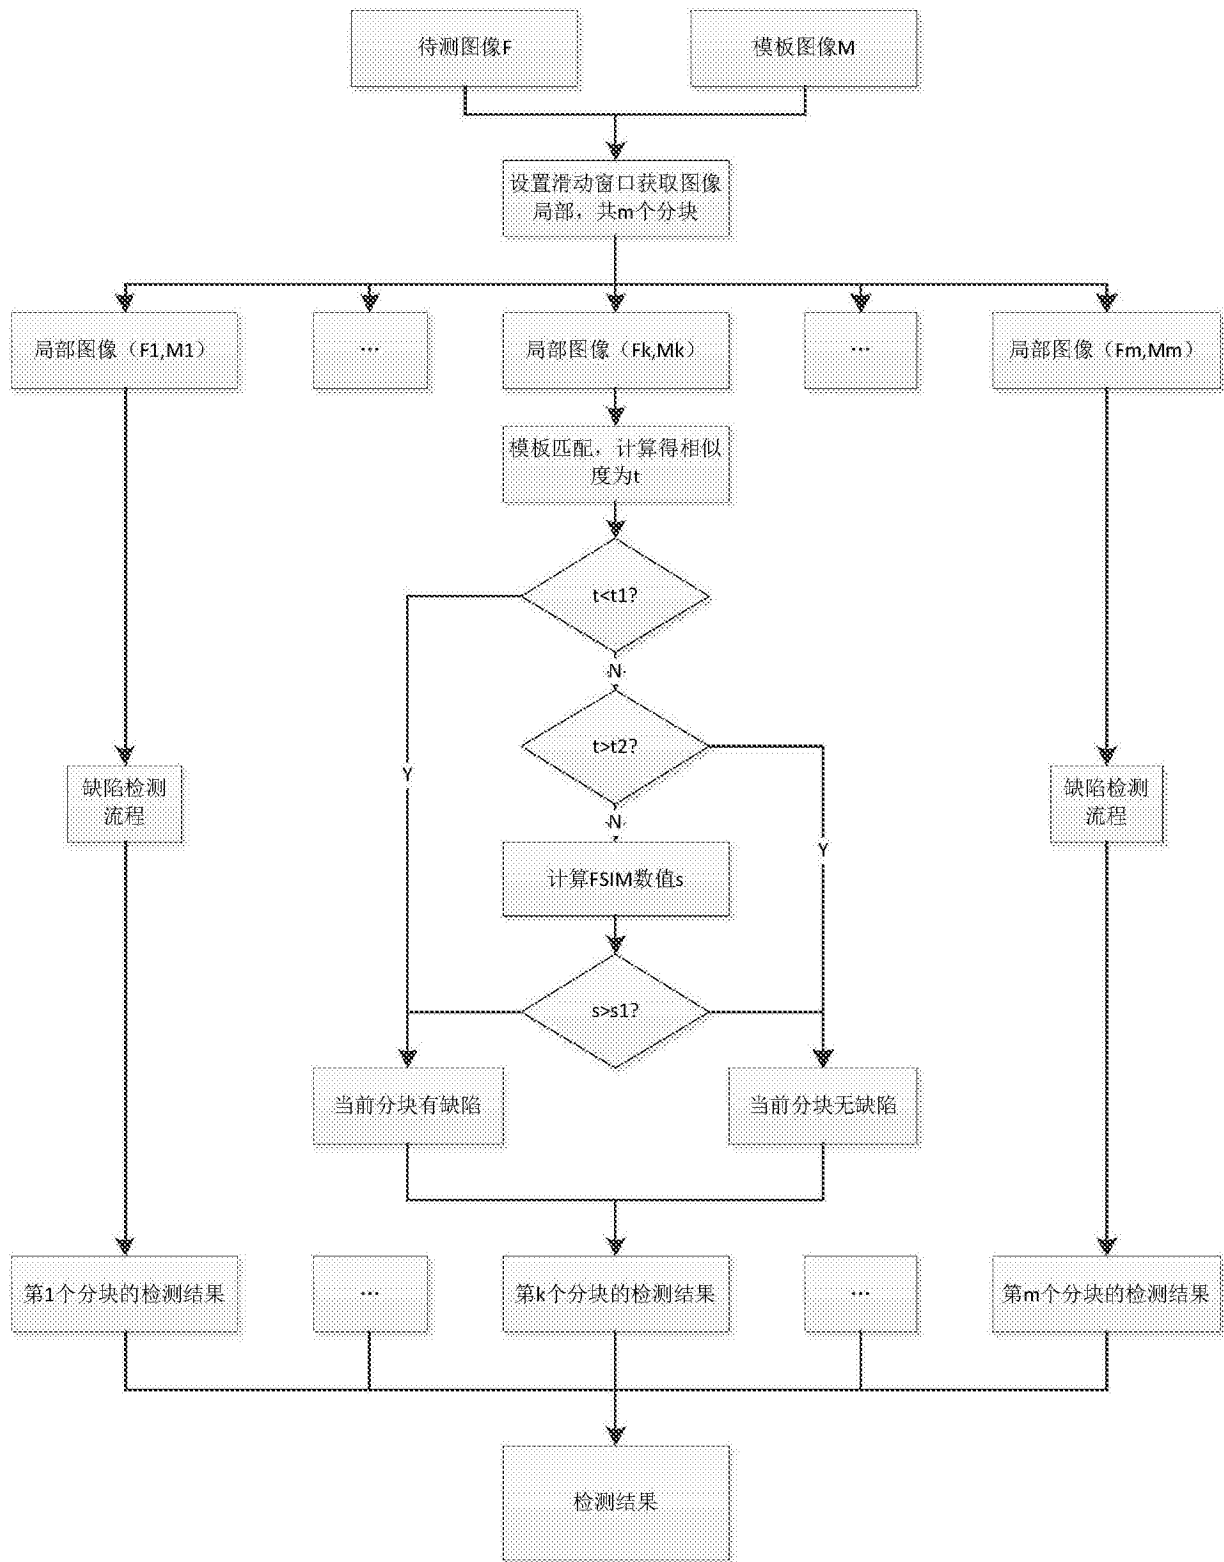 待测图像F
模板图像M
设置滑动窗口获取图像
局部，共m个分块
局部图像（F1,M1）
...
局部图像（Fk,Mk）
...
局部图像（Fm,Mm）
模板匹配，计算得相似
度为t
t<t1?
N
t>t2?
Y
缺陷检测
流程
缺陷检测
流程
N
Y
计算FSIM数值s
s>s1?
当前分块有缺陷
当前分块无缺陷
第1个分块的检测结果
...
第k个分块的检测结果
...
第m个分块的检测结果
检测结果